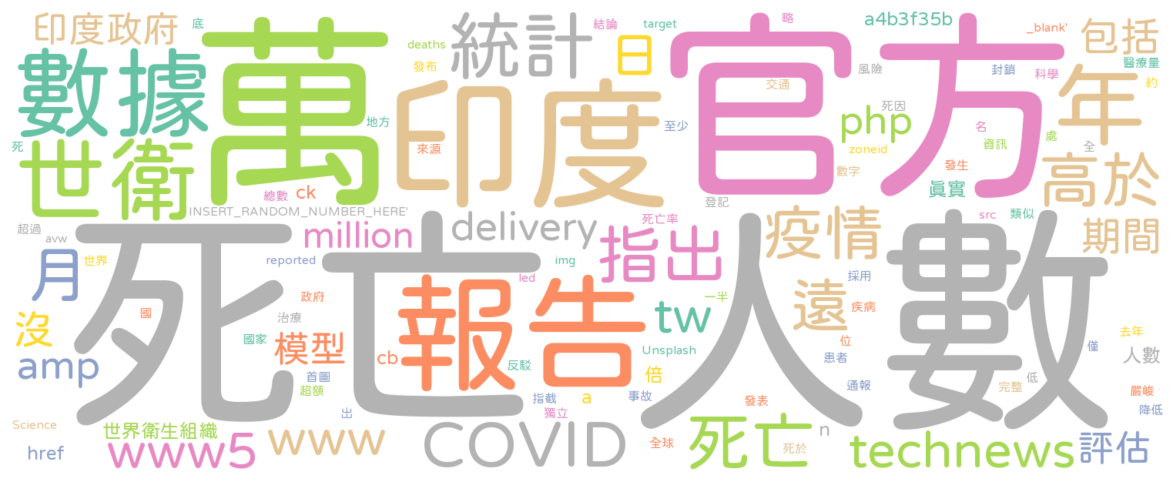 印度政府
底
萬
deaths
發布
統計
結論
日
target
官方
略
a4b3f35b
_blank'
包括
醫療量
數據
印度
交通
風險
封鎖
科學
年
約
世衛
死
地方
來源
至少
死因
php
zoneid
名
資訊
處
全
數字
發生
高於
總數
ck
INSERT_RANDOM_NUMBER_HERE'
登記
眞實
超過
avw
死亡人數
million
delivery
死亡率
指出
疫情
src
類似
期間
月
世界
reported
img
led
採用
國
政府
報告
一半
遠
疾病
沒
治療
國家
模型
cb
tw
位
去年
amp
首圖
超額
反駁
Unsplash
倍
患者
僅
人數
出
指截
獨立
a
事故
發表
通報
完整
低
嚴峻
降低
Science
href
世界衛生組織
www5
www
COVID
全球
死亡
死於
n
technews
評估